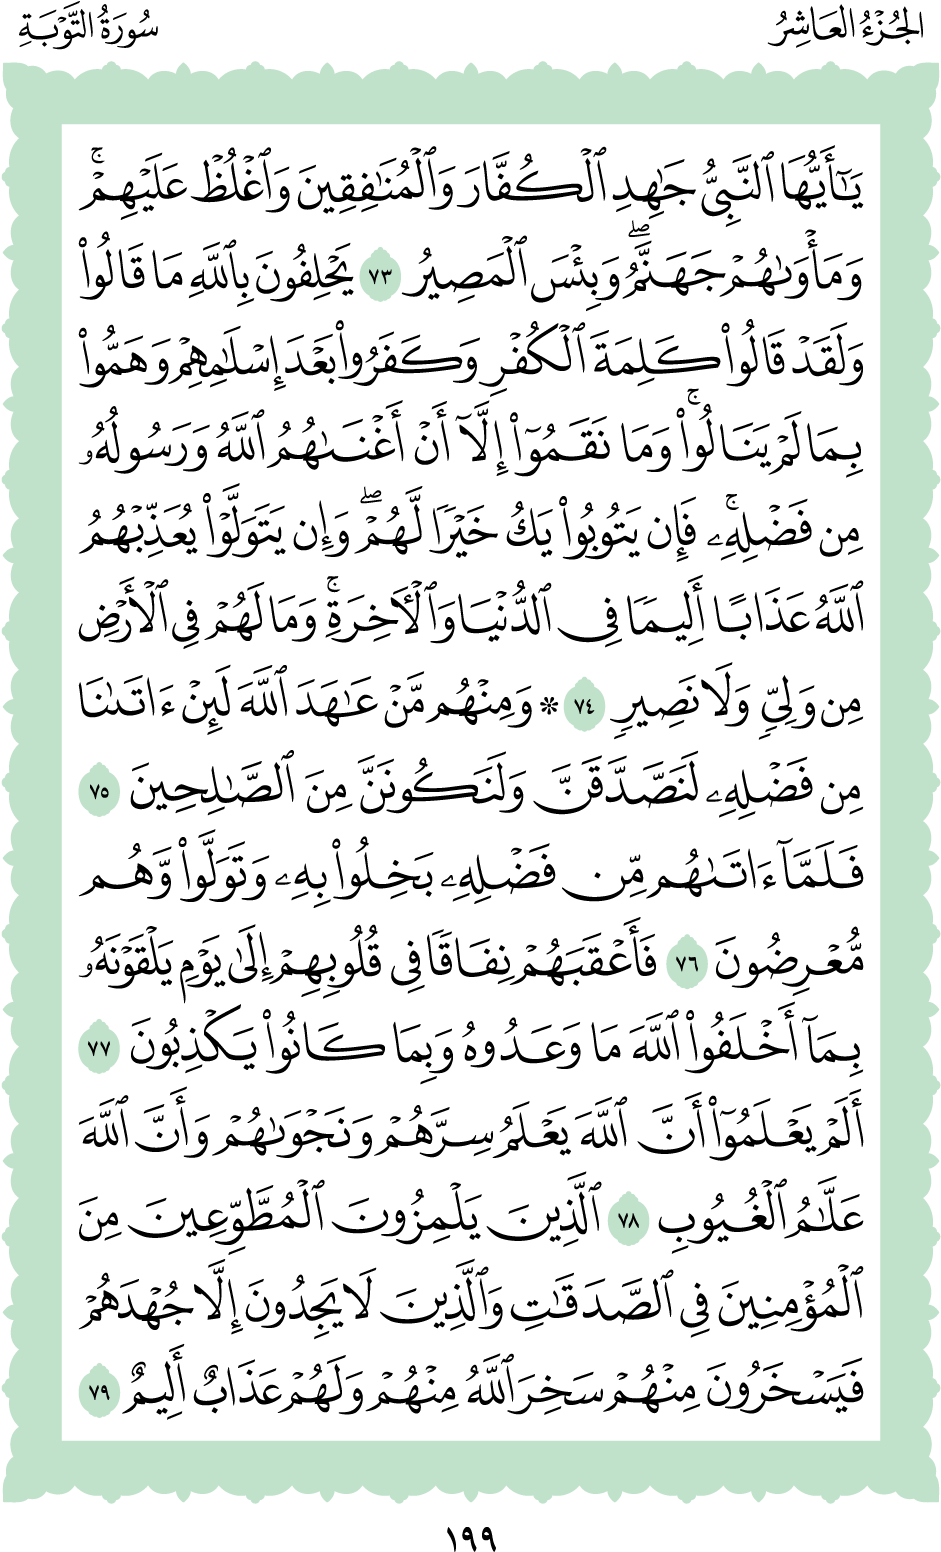 الجُزْءُ العَاشِرُ
سُورَةُ التَّوْبَةِ
يَٰٓأَيُّهَا ٱلنَّبِىُّ جَٰهِدِ ٱلْكُفَّارَ وَٱلْمُنَٰفِقِينَ وَٱغْلُظْ عَلَيْهِمْۚ
وَمَأْوَىٰهُمْ جَهَنَّمُۖ وَبِئْسَ ٱلْمَصِيرُ ٧٣ يَحْلِفُونَ بِٱللَّهِ مَا قَالُوا۟
وَلَقَدْ قَالُوا۟ كَلِمَةَ ٱلْكُفْرِ وَكَفَرُوا۟ بَعْدَ إِسْلَٰمِهِمْ وَهَمُّوا۟
بِمَا لَمْ يَنَالُوا۟ۚ وَمَا نَقَمُوٓا۟ إِلَّآ أَنْ أَغْنَىٰهُمُ ٱللَّهُ وَرَسُولُهُۥ
مِن فَضْلِهِۦۚ فَإِن يَتُوبُوا۟ يَكُ خَيْرًا لَّهُمْۖ وَإِن يَتَوَلَّوْا۟ يُعَذِّبْهُمُ
ٱللَّهُ عَذَابًا أَلِيمًا فِى ٱلدُّنْيَا وَٱلْءَاخِرَةِۚ وَمَا لَهُمْ فِى ٱلْأَرْضِ
مِن وَلِىٍّ وَلَا نَصِيرٍ ٧٤ * وَمِنْهُم مَّنْ عَٰهَدَ ٱللَّهَ لَئِنْ ءَاتَىٰنَا
مِن فَضْلِهِۦ لَنَصَّدَّقَنَّ وَلَنَكُونَنَّ مِنَ ٱلصَّٰلِحِينَ ٧٥
فَلَمَّآ ءَاتَىٰهُم مِّن فَضْلِهِۦ بَخِلُوا۟ بِهِۦ وَتَوَلَّوا۟ وَّهُم
مُّعْرِضُونَ ٧٦ فَأَعْقَبَهُمْ نِفَاقًا فِى قُلُوبِهِمْ إِلَىٰ يَوْمِ يَلْقَوْنَهُۥ
بِمَآ أَخْلَفُوا۟ ٱللَّهَ مَا وَعَدُوهُ وَبِمَا كَانُوا۟ يَكْذِبُونَ ٧٧
أَلَمْ يَعْلَمُوٓا۟ أَنَّ ٱللَّهَ يَعْلَمُ سِرَّهُمْ وَنَجْوَىٰهُمْ وَأَنَّ ٱللَّهَ
عَلَّٰمُ ٱلْغُيُوبِ ٧٨ ٱلَّذِينَ يَلْمِزُونَ ٱلْمُطَّوِّعِينَ مِنَ
ٱلْمُؤْمِنِينَ فِى ٱلصَّدَقَٰتِ وَٱلَّذِينَ لَا يَجِدُونَ إِلَّا جُهْدَهُمْ
فَيَسْخَرُونَ مِنْهُمْ سَخِرَ ٱللَّهُ مِنْهُمْ وَلَهُمْ عَذَابٌ أَلِيمٌ ٧٩
١٩٩